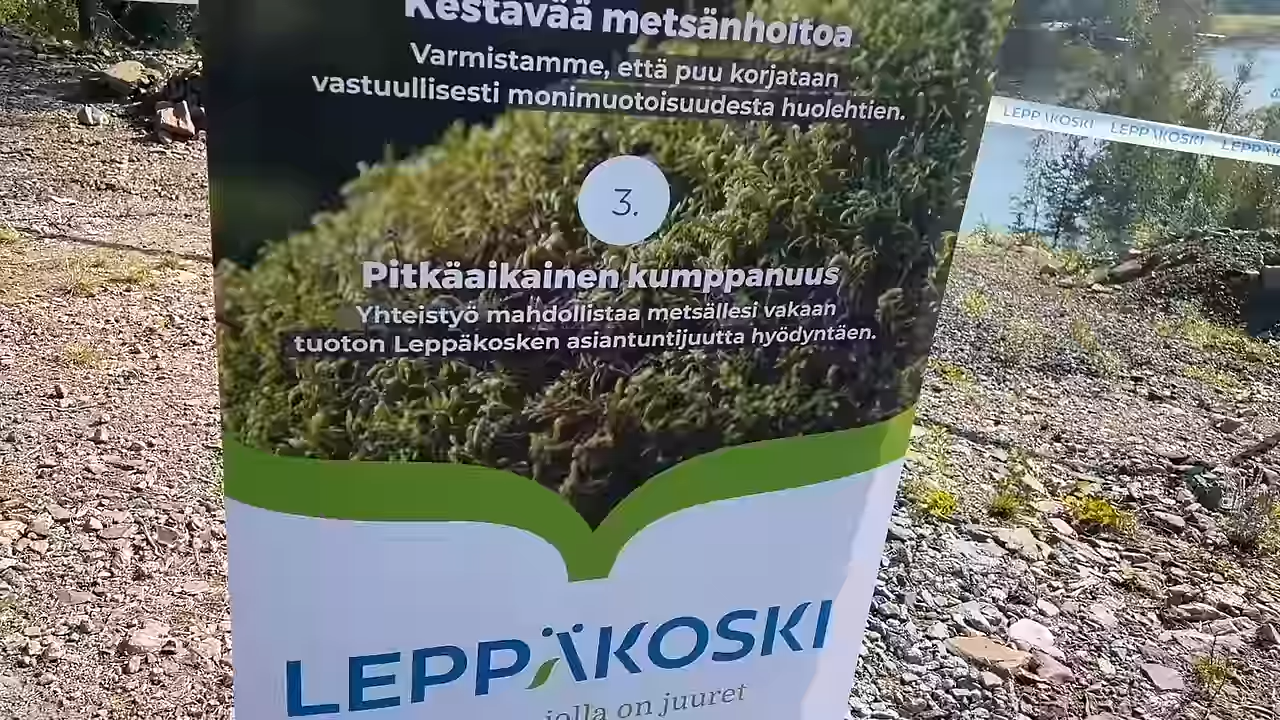 Kestävää metsänhoitoa
Varmistamme, että puu korjataan
vastuullisesti monimuotoisuudesta huolehtien.
3.
Pitkäaikainen kumppanuus
Yhteistyö mahdollistaa metsällesi vakaan
tuoton Leppäkosken asiantuntijuutta hyödyntäen.
LEPPÄKOSKI
jolla on juuret
LEPPÄKOSKI LEPPÄKOSKI LEPPÄK